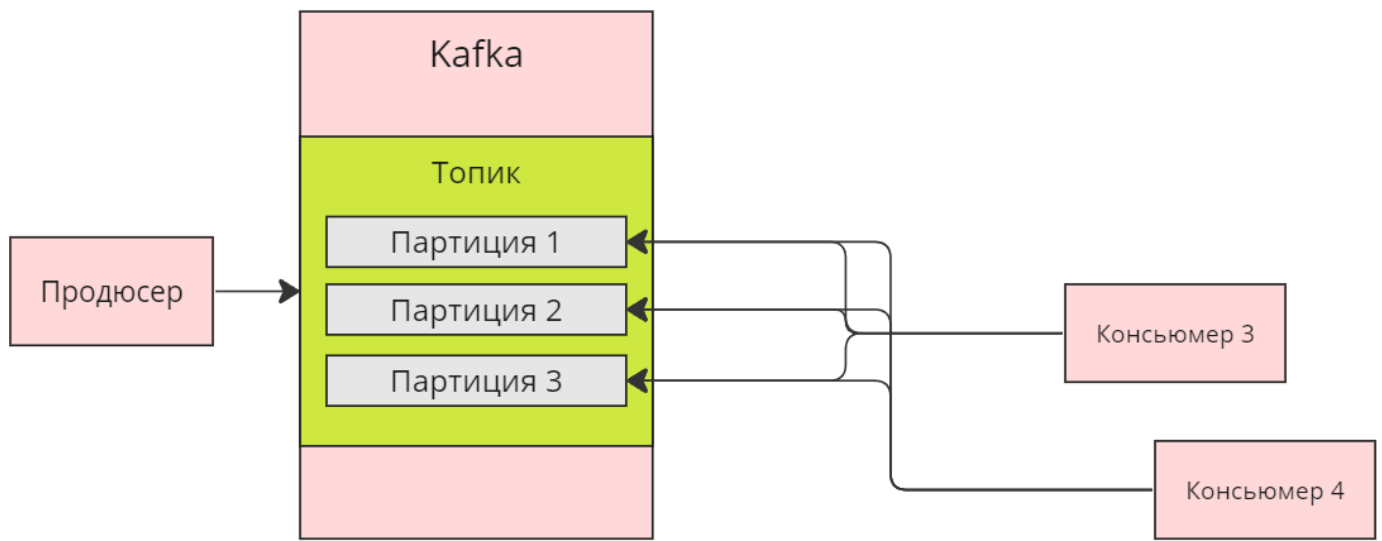 Kafka
Топик
Партиция 1
Продюсер
Партиция 2
Консьюмер 3
Партиция 3
Консьюмер 4